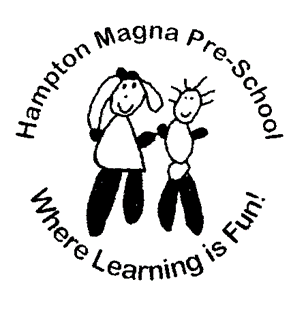 Hampton Magna Pre-School
Where Learning is Fun!